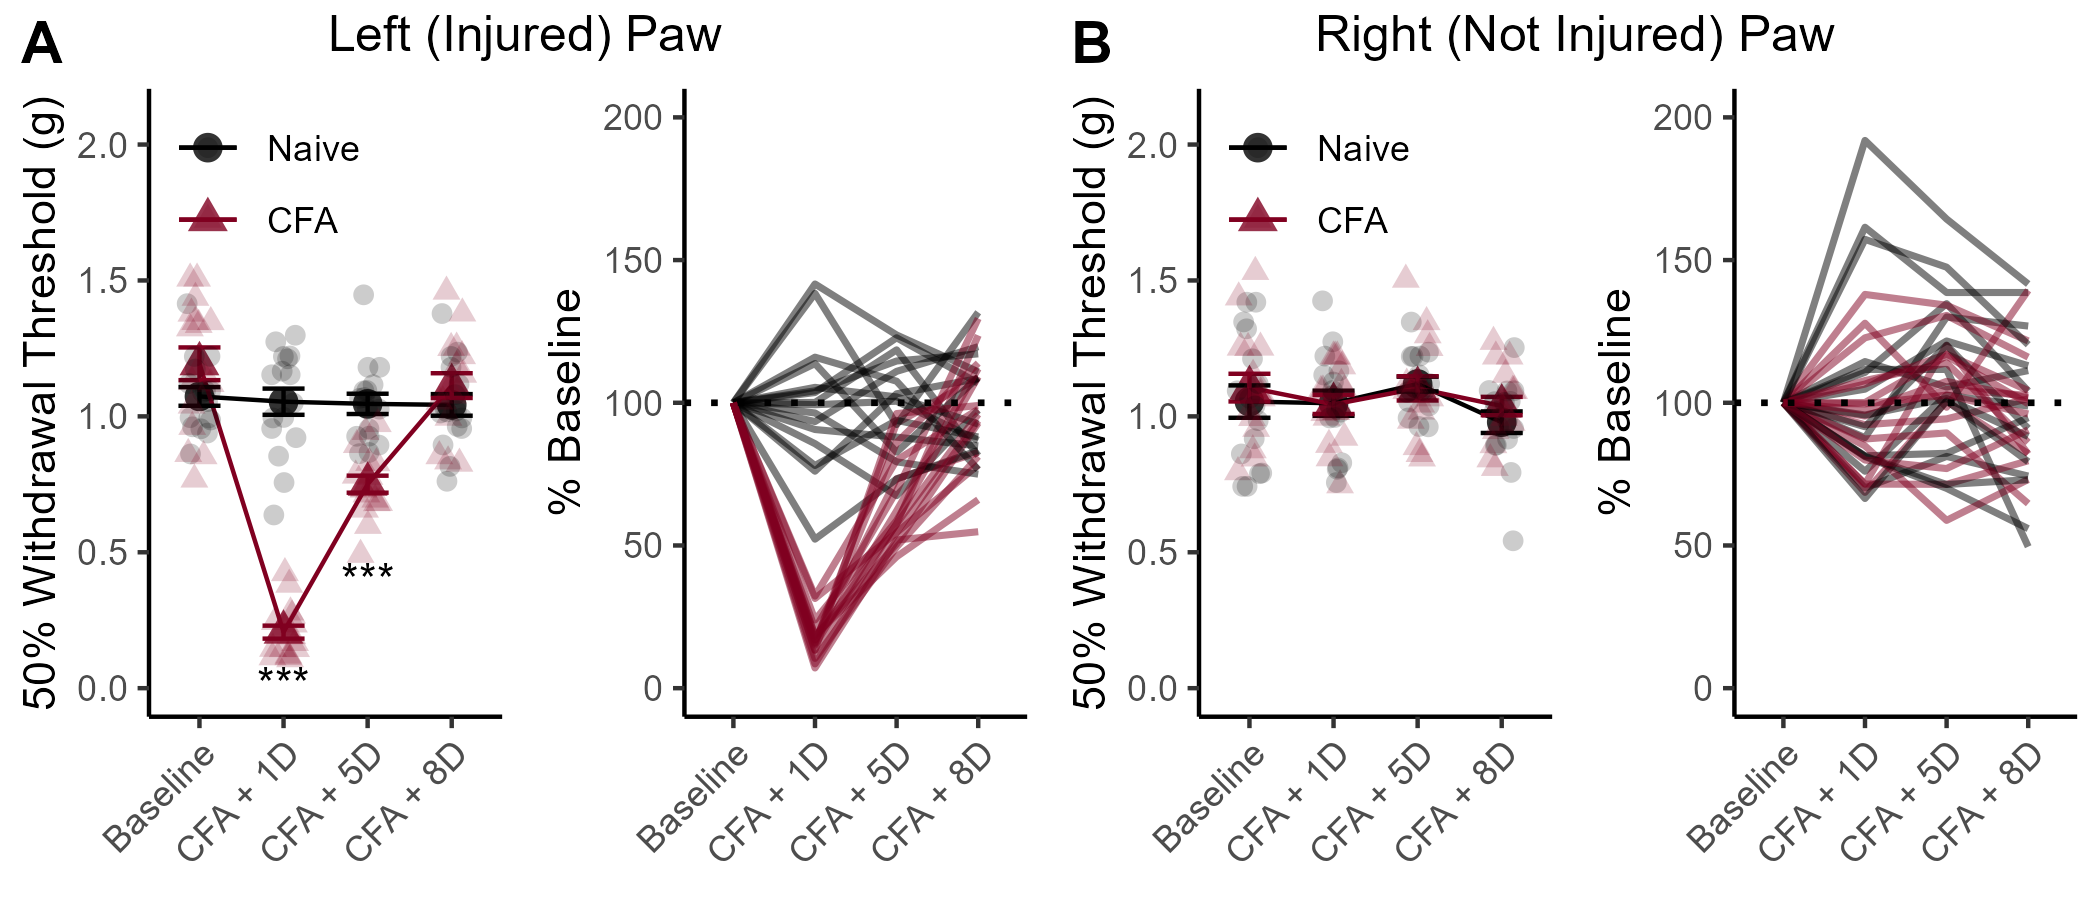 A
Left (Injured) Paw
50% Withdrawal Threshold (g)
2.0
1.5
1.0
0.5
0.0
Naive
CFA
***
***
Baseline
CFA + 1D
CFA + 5D
CFA + 8D
% Baseline
200
150
100
50
0
Baseline
CFA + 1D
CFA + 5D
CFA + 8D
B
Right (Not Injured) Paw
50% Withdrawal Threshold (g)
2.0
1.5
1.0
0.5
0.0
Naive
CFA
Baseline
CFA + 1D
CFA + 5D
CFA + 8D
% Baseline
200
150
100
50
0
Baseline
CFA + 1D
CFA + 5D
CFA + 8D